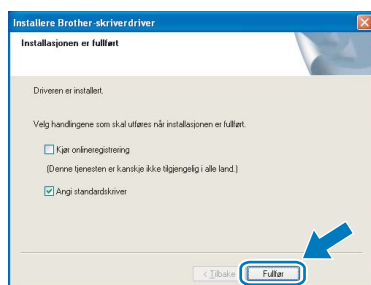 Installere Brother-skriverdriver
Installasjonen er fullført
Driveren er installert.
Velg handlingene som skal utføres når installasjonen er fullført.
Kjør onlineregistrering
(Denne tjenesten er kanskje ikke tilgjengelig i alle land.)
Angi standardskriver
< Tilbake Fullfør